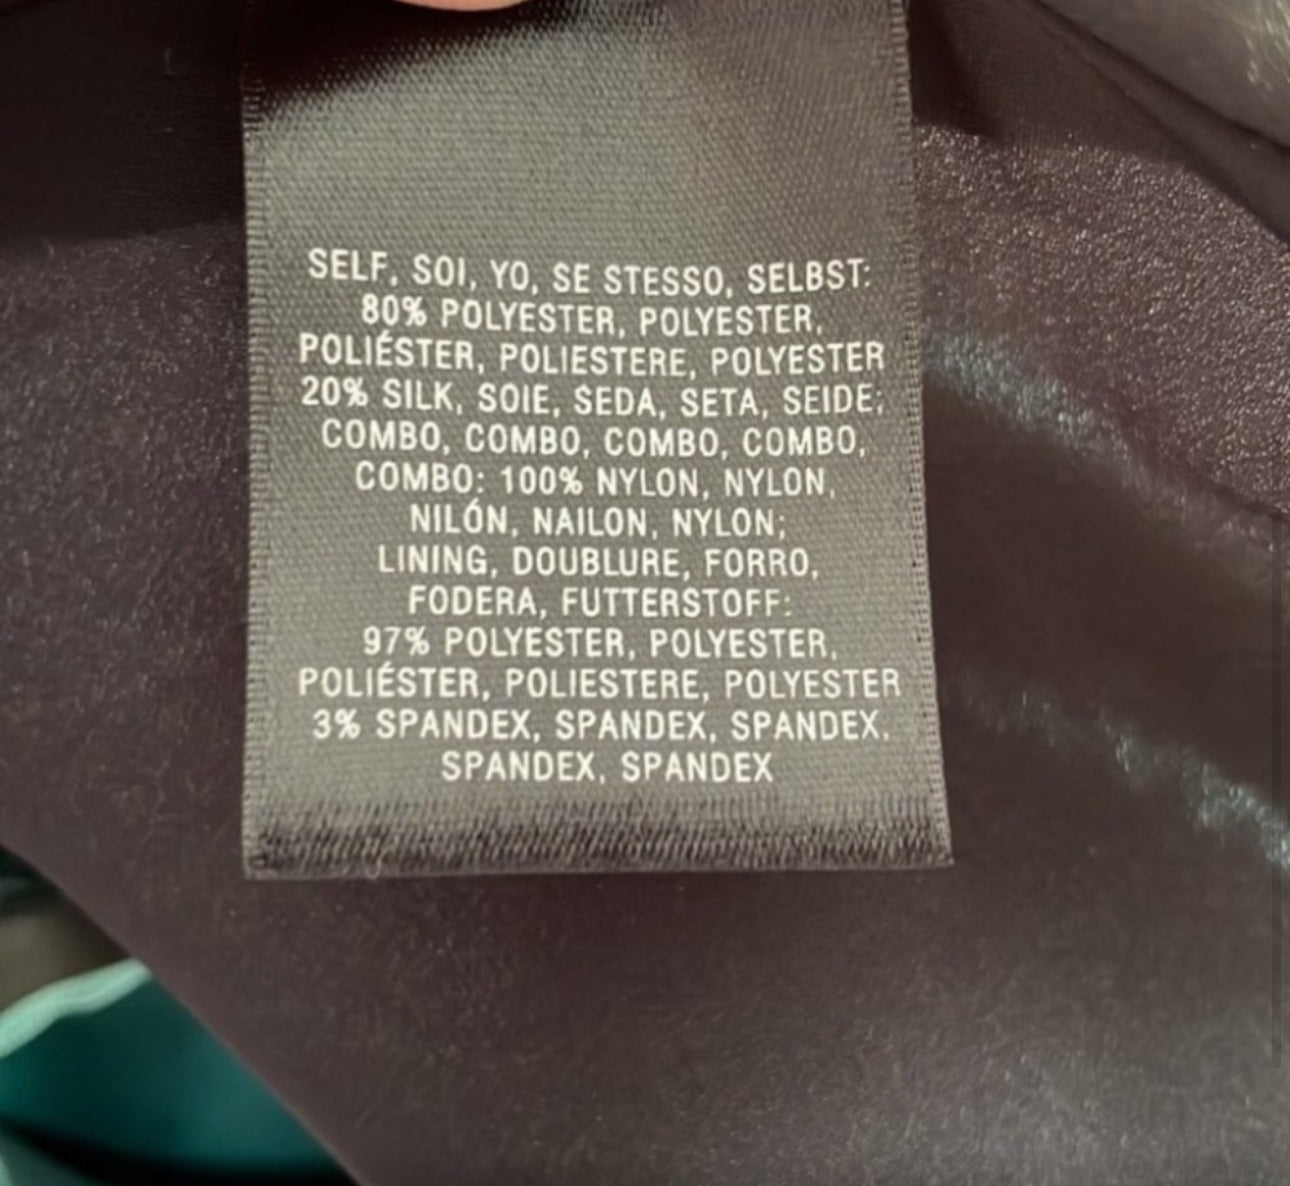 SELF, SOI, YO, SE STESSO, SELBST:
80% POLYESTER, POLYESTER,
POLIÉSTER, POLIESTERE, POLYESTER
20% SILK, SOIE, SEDA, SETA, SEIDE;
COMBO, COMBO, COMBO, COMBO,
COMBO: 100% NYLON, NYLON,
NILÓN, NAILON, NYLON;
LINING, DOUBLURE, FORRO,
FODERA, FUTTERSTOFF:
97% POLYESTER, POLYESTER,
POLIÉSTER, POLIESTERE, POLYESTER
3% SPANDEX, SPANDEX, SPANDEX,
SPANDEX, SPANDEX